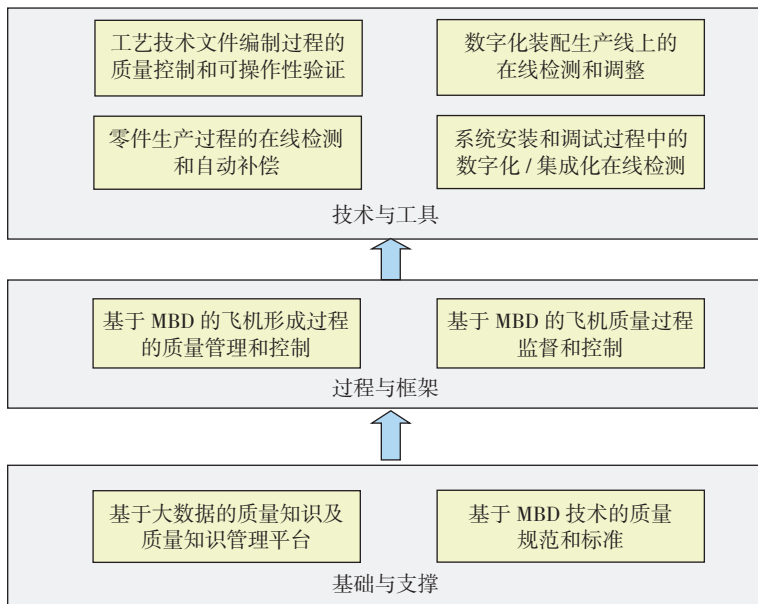 工艺技术文件编制过程的
质量控制和可操作性验证
数字化装配生产线上的
在线检测和调整
零件生产过程的在线检测
和自动补偿
系统安装和调试过程中的
数字化 / 集成化在线检测
技术与工具
基于 MBD 的飞机形成过程
的质量管理和控制
基于 MBD 的飞机质量过程
监督和控制
过程与框架
基于大数据的质量知识及
质量知识管理平台
基于 MBD 技术的质量
规范和标准
基础与支撑